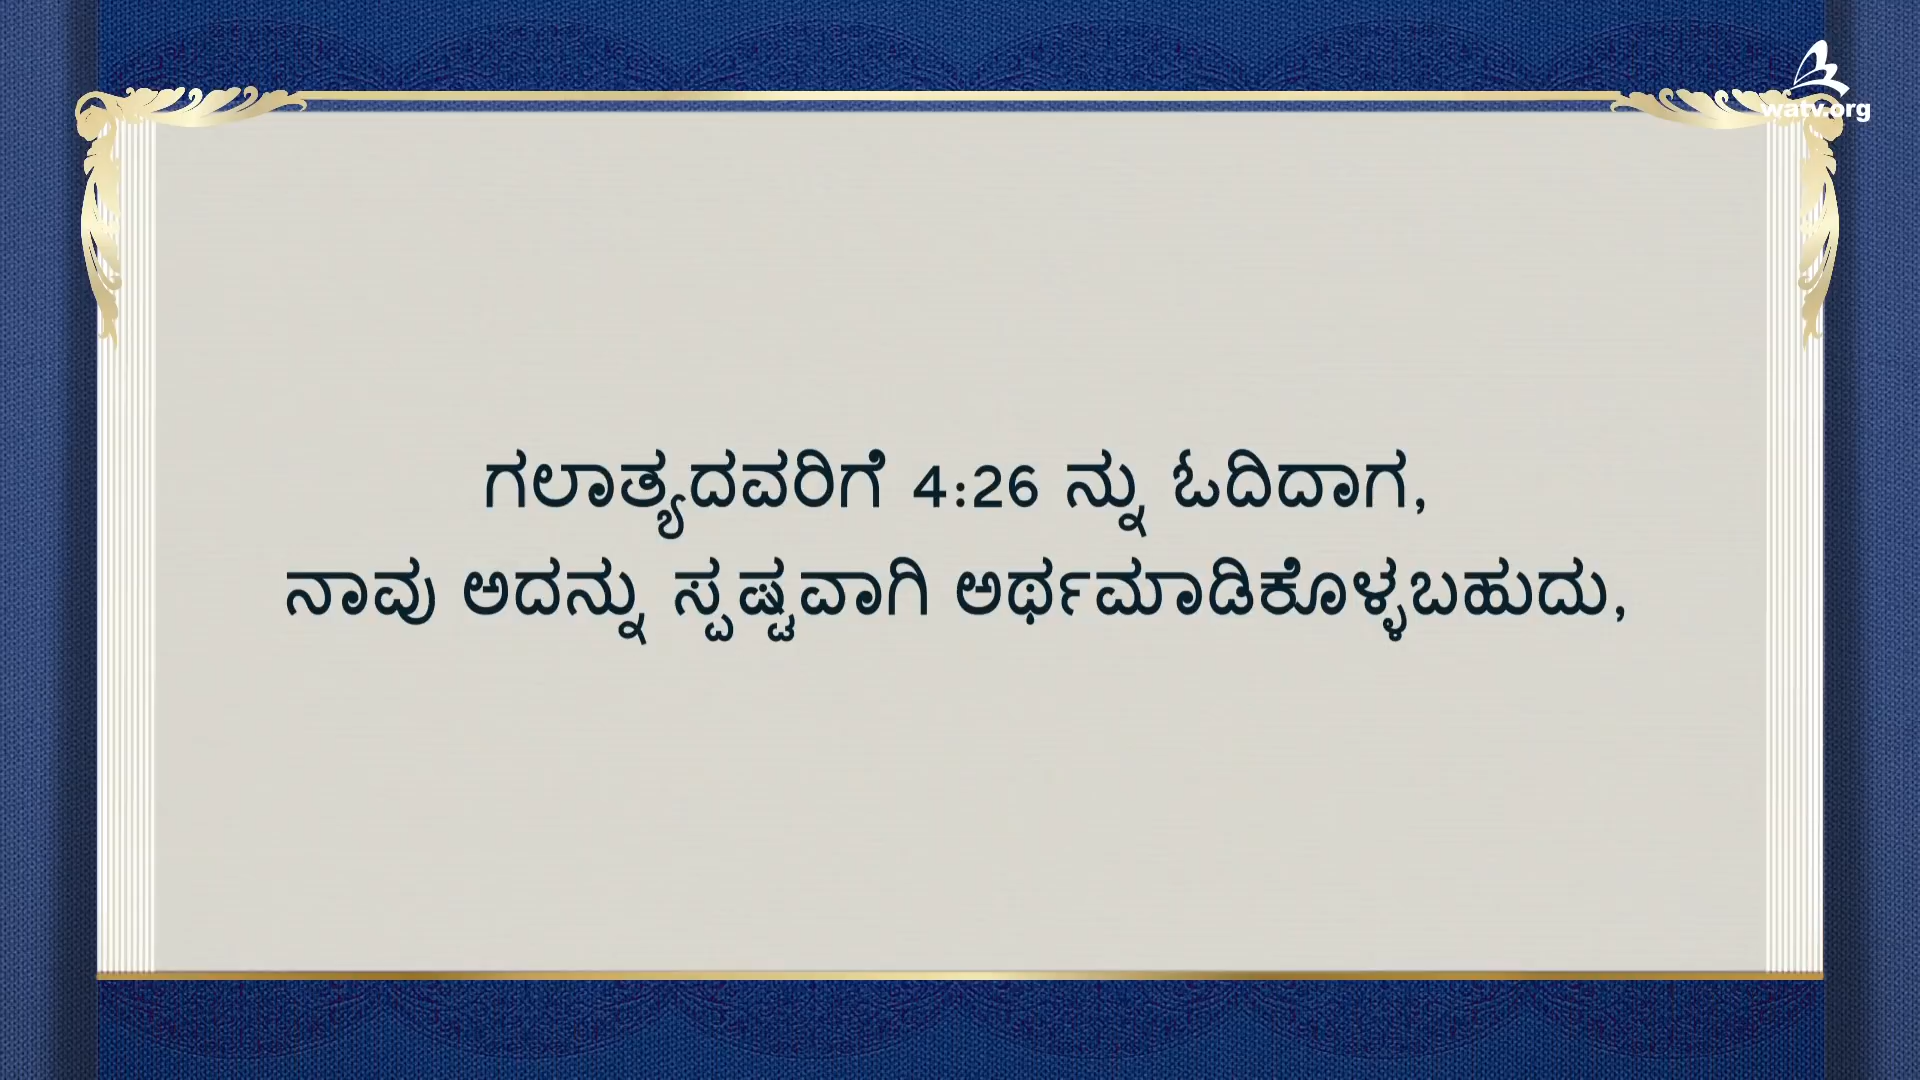 watv.org
ಗಲಾತ್ಯದವರಿಗೆ 4:26 ನ್ನು ಓದಿದಾಗ,
ನಾವು ಅದನ್ನು ಸ್ಪಷ್ಟವಾಗಿ ಅರ್ಥಮಾಡಿಕೊಳ್ಳಬಹುದು,